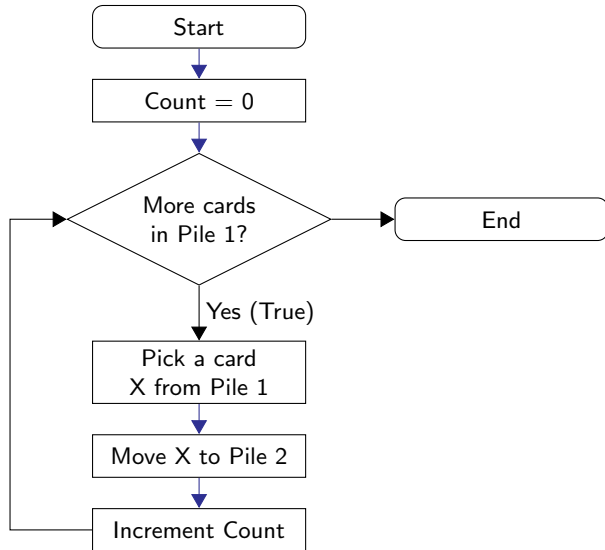 Start
Count = 0
More cards
in Pile 1?
End
Yes (True)
Pick a card
X from Pile 1
Move X to Pile 2
Increment Count